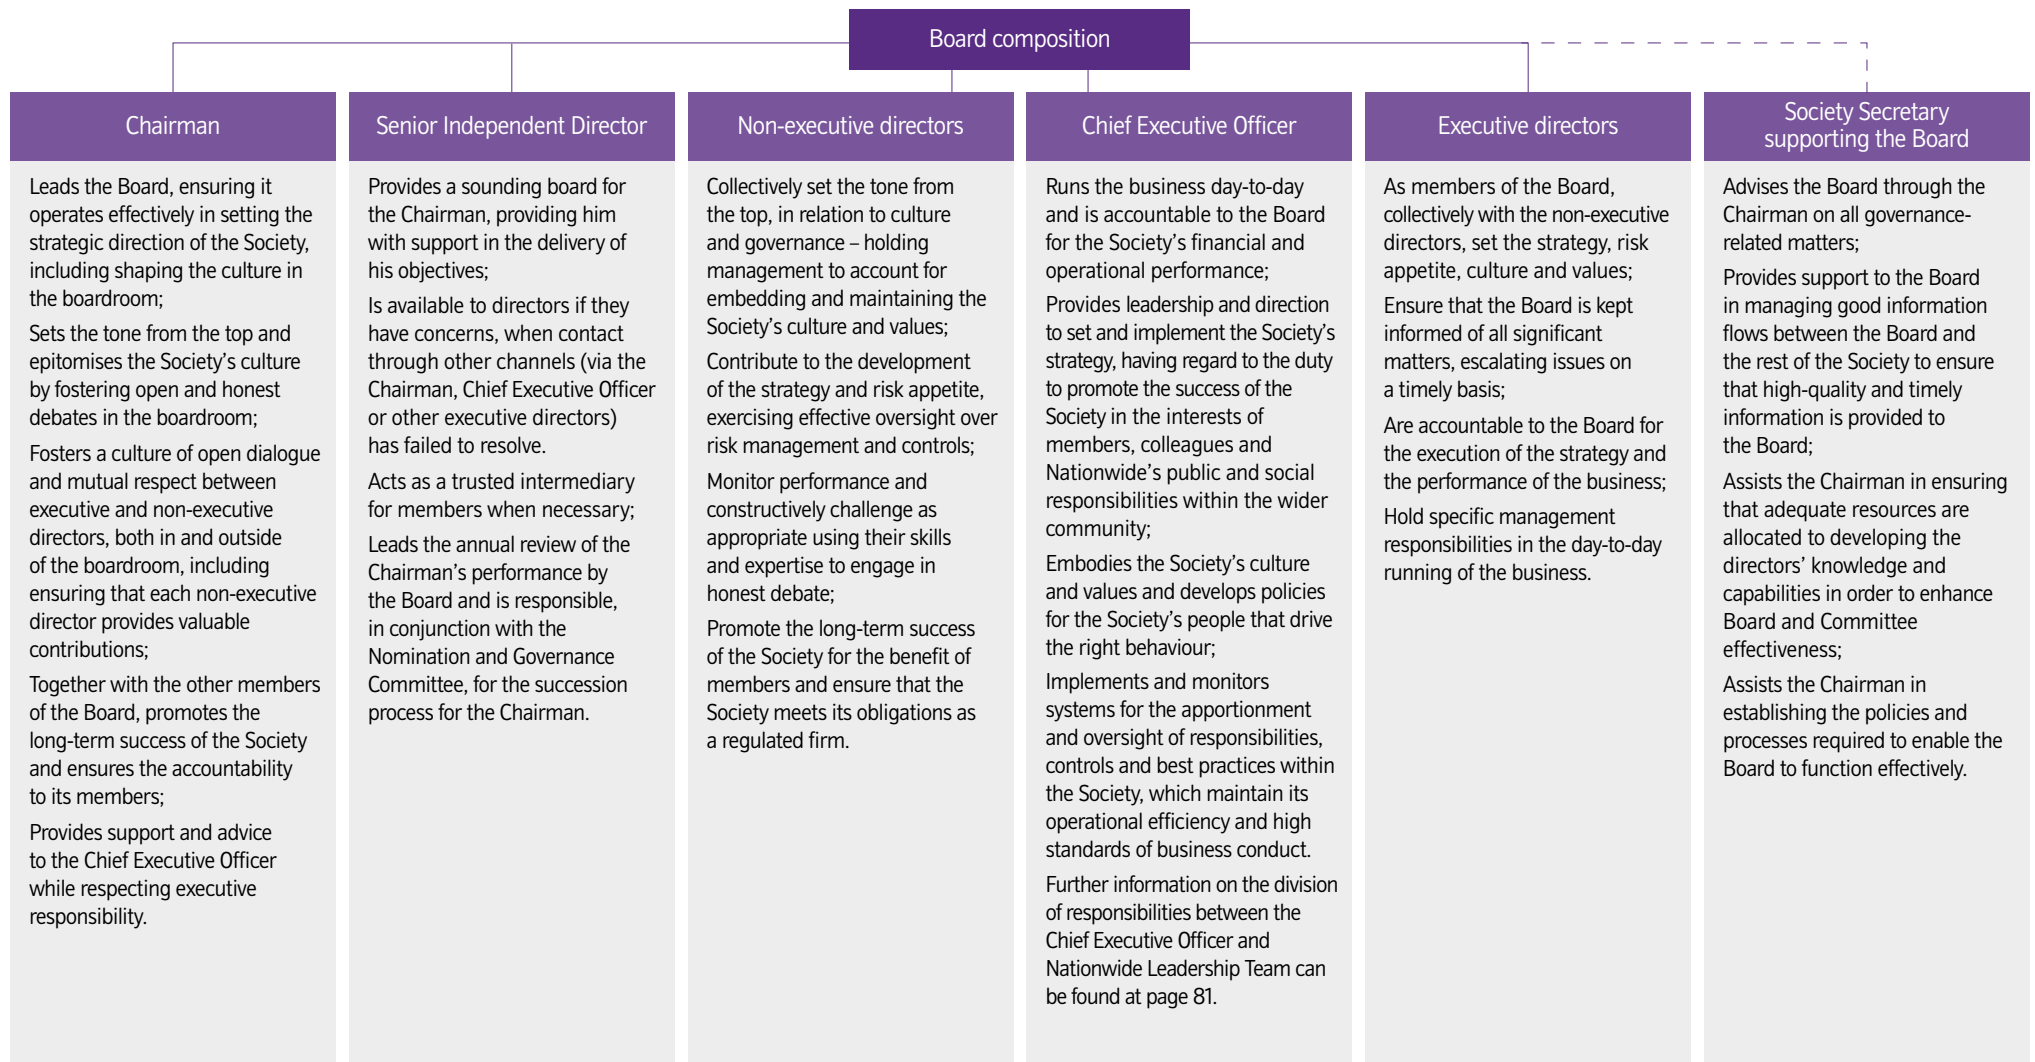 Board composition
Chairman
Leads the Board, ensuring it
operates effectively in setting the
strategic direction of the Society,
including shaping the culture in
the boardroom;
Sets the tone from the top and
epitomises the Society’s culture
by fostering open and honest
debates in the boardroom;
Fosters a culture of open dialogue
and mutual respect between
executive and non-executive
directors, both in and outside
of the boardroom, including
ensuring that each non-executive
director provides valuable
contributions;
Together with the other members
of the Board, promotes the
long-term success of the Society
and ensures the accountability
to its members;
Provides support and advice
to the Chief Executive Officer
while respecting executive
responsibility.
Senior Independent Director
Provides a sounding board for
the Chairman, providing him
with support in the delivery of
his objectives;
Is available to directors if they
have concerns, when contact
through other channels (via the
Chairman, Chief Executive Officer
or other executive directors)
has failed to resolve.
Acts as a trusted intermediary
for members when necessary;
Leads the annual review of the
Chairman’s performance by
the Board and is responsible,
in conjunction with the
Nomination and Governance
Committee, for the succession
process for the Chairman.
Non-executive directors
Collectively set the tone from
the top, in relation to culture
and governance – holding
management to account for
embedding and maintaining the
Society’s culture and values;
Contribute to the development
of the strategy and risk appetite,
exercising effective oversight over
risk management and controls;
Monitor performance and
constructively challenge as
appropriate using their skills
and expertise to engage in
honest debate;
Promote the long-term success
of the Society for the benefit of
members and ensure that the
Society meets its obligations as
a regulated firm.
Chief Executive Officer
Runs the business day-to-day
and is accountable to the Board
for the Society’s financial and
operational performance;
Provides leadership and direction
to set and implement the Society’s
strategy, having regard to the duty
to promote the success of the
Society in the interests of
members, colleagues and
Nationwide’s public and social
responsibilities within the wider
community;
Embodies the Society’s culture
and values and develops policies
for the Society’s people that drive
the right behaviour;
Implements and monitors
systems for the apportionment
and oversight of responsibilities,
controls and best practices within
the Society, which maintain its
operational efficiency and high
standards of business conduct.
Further information on the division
of responsibilities between the
Chief Executive Officer and
Nationwide Leadership Team can
be found at page 81.
Executive directors
As members of the Board,
collectively with the non-executive
directors, set the strategy, risk
appetite, culture and values;
Ensure that the Board is kept
informed of all significant
matters, escalating issues on
a timely basis;
Are accountable to the Board for
the execution of the strategy and
the performance of the business;
Hold specific management
responsibilities in the day-to-day
running of the business.
Society Secretary
supporting the Board
Advises the Board through the
Chairman on all governance-
related matters;
Provides support to the Board
in managing good information
flows between the Board and
the rest of the Society to ensure
that high-quality and timely
information is provided to
the Board;
Assists the Chairman in ensuring
that adequate resources are
allocated to developing the
directors’ knowledge and
capabilities in order to enhance
Board and Committee
effectiveness;
Assists the Chairman in
establishing the policies and
processes required to enable the
Board to function effectively.